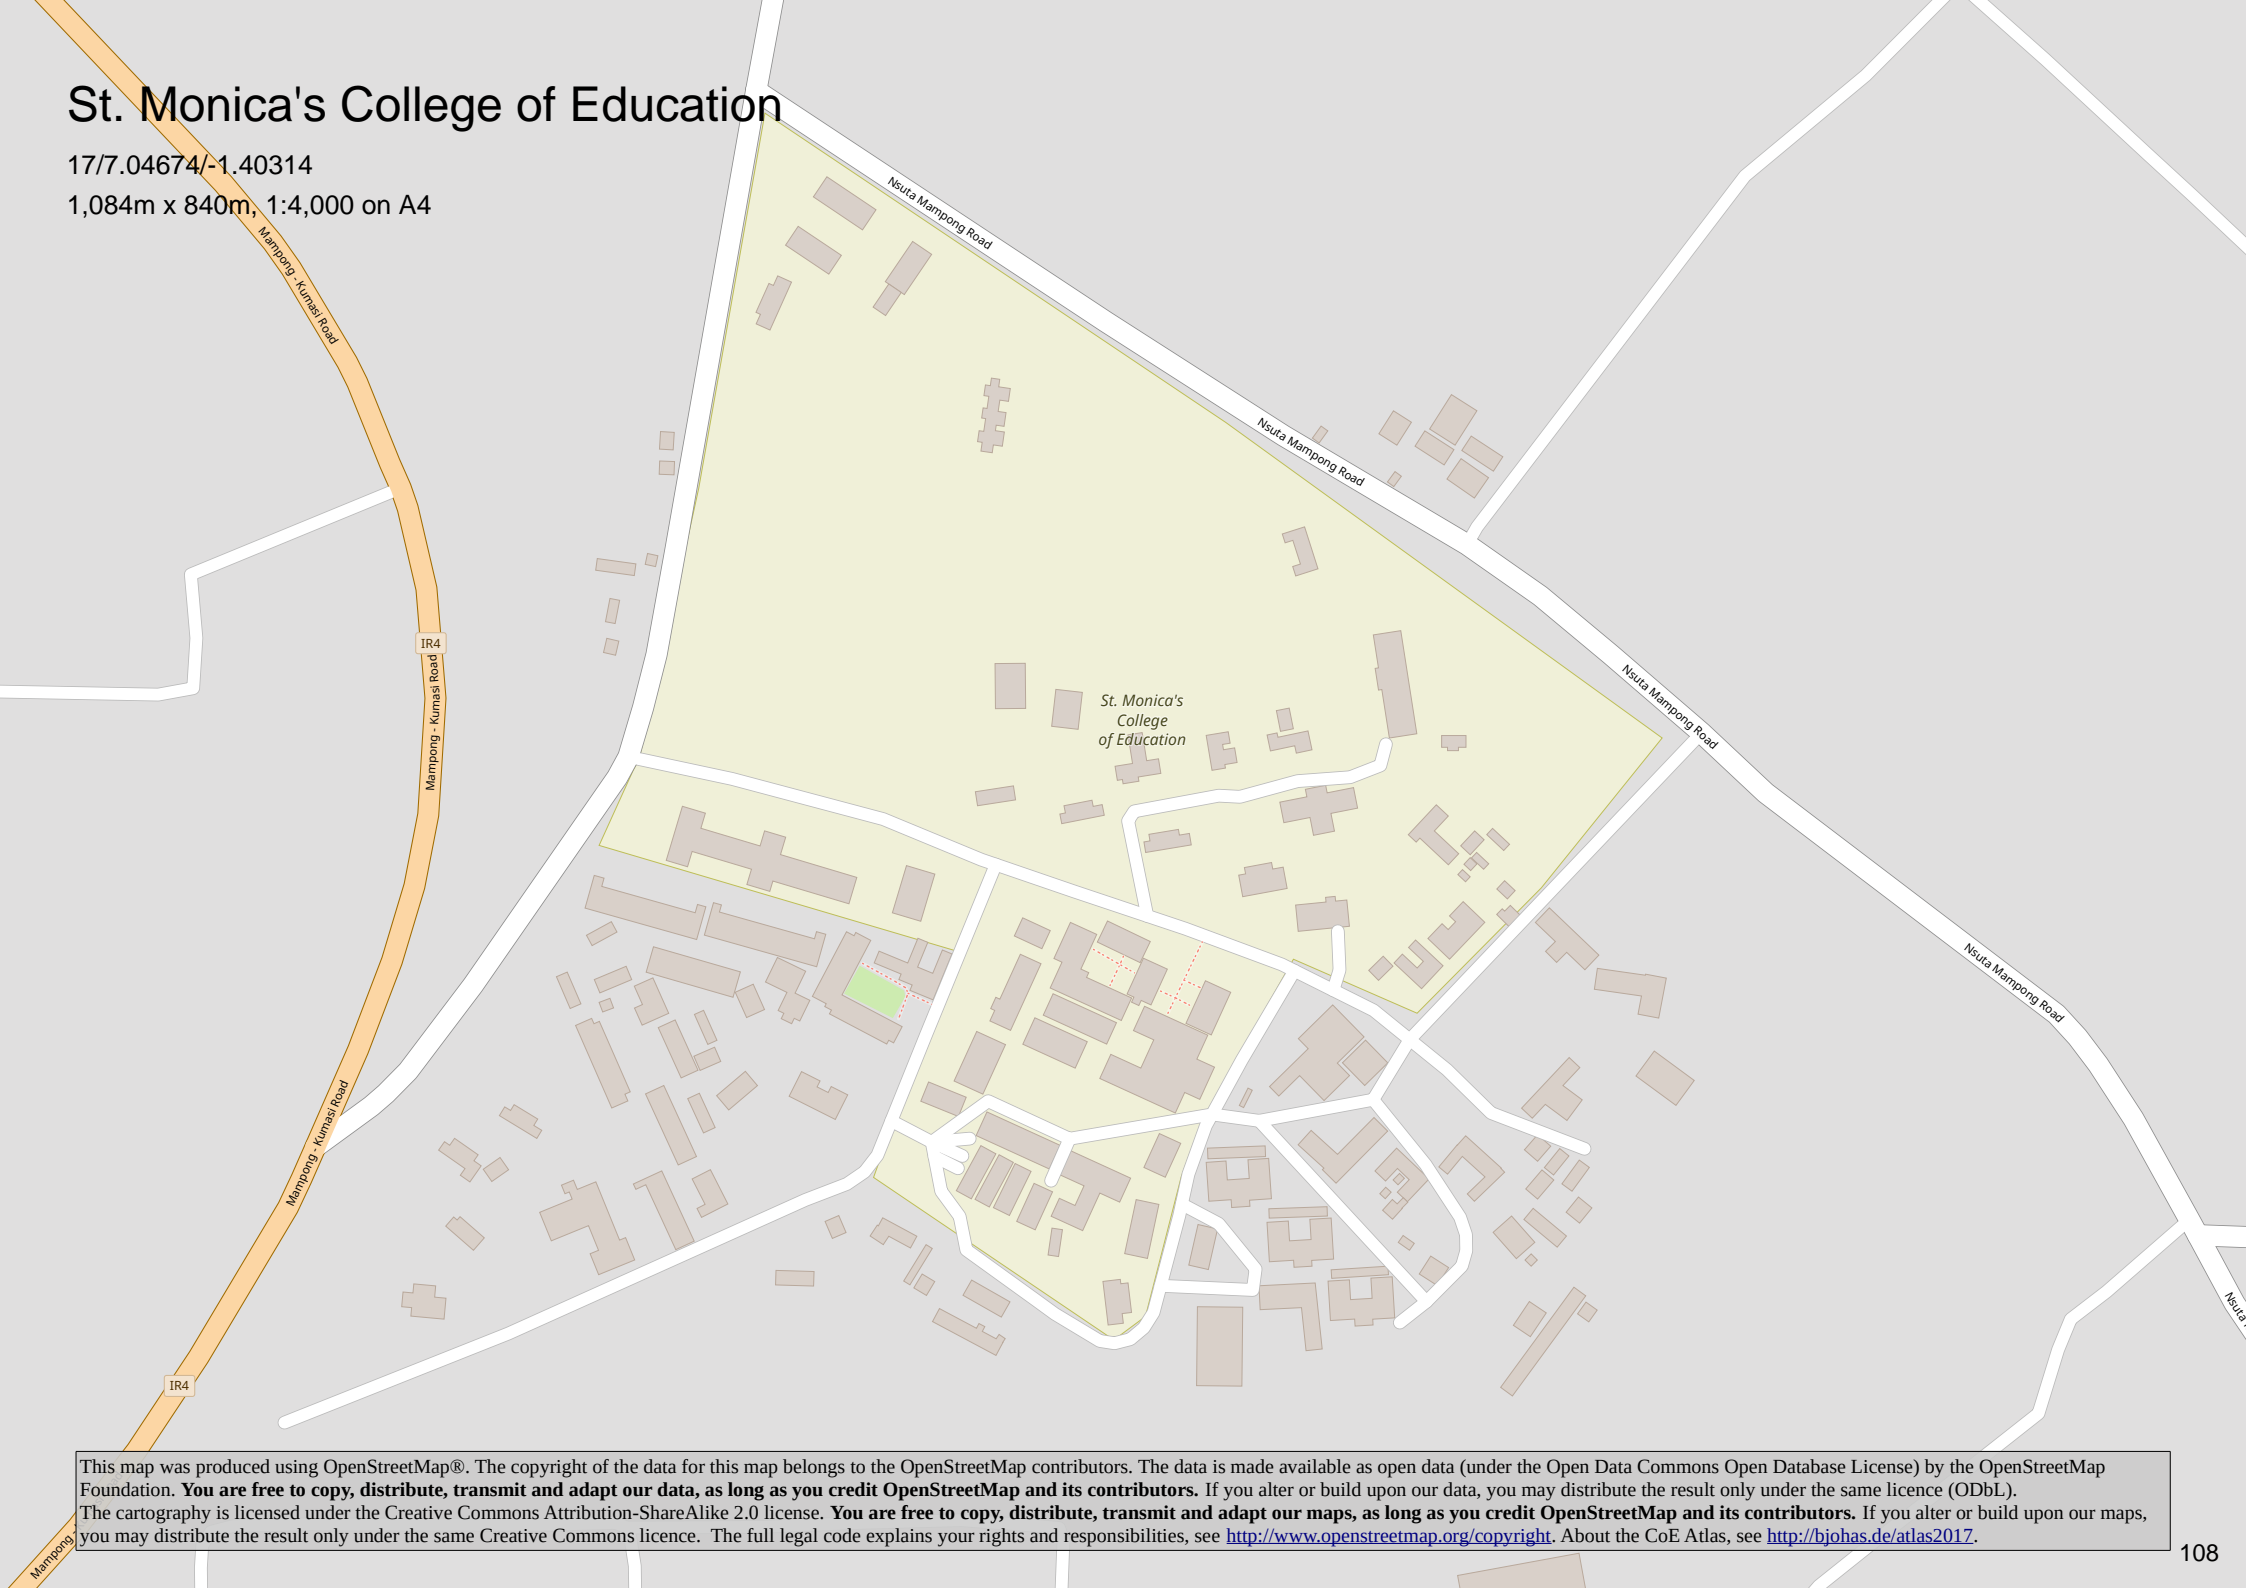 St. Monica's College of Education
17/7.04674/-1.40314
1,084m x 840m, 1:4,000 on A4
Nsuta Mampong Road
Mampong - Kumasi Road
Nsuta Mampong Road
IR4
Mampong - Kumasi Road
Nsuta Mampong Road
St. Monica's
College
of Education
Nsuta Mampong Road
Mampong - Kumasi Road
Nsuta
IR4
Mampong
This map was produced using OpenStreetMap®. The copyright of the data for this map belongs to the OpenStreetMap contributors. The data is made available as open data (under the Open Data Commons Open Database License) by the OpenStreetMap
Foundation. You are free to copy, distribute, transmit and adapt our data, as long as you credit OpenStreetMap and its contributors. If you alter or build upon our data, you may distribute the result only under the same licence (ODbL).
The cartography is licensed under the Creative Commons Attribution-ShareAlike 2.0 license. You are free to copy, distribute, transmit and adapt our maps, as long as you credit OpenStreetMap and its contributors. If you alter or build upon our maps,
you may distribute the result only under the same Creative Commons licence. The full legal code explains your rights and responsibilities, see http://www.openstreetmap.org/copyright. About the CoE Atlas, see http://bjohas.de/atlas2017.
108